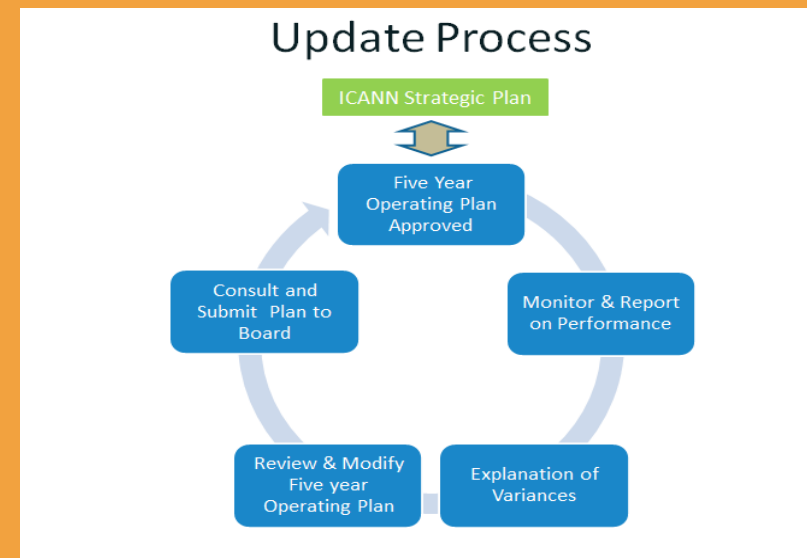 Update Process
ICANN Strategic Plan
Five Year
Operating Plan
Approved
Monitor & Report
on Performance
Explanation of
Variances
Review & Modify
Five year
Operating Plan
Consult and
Submit Plan to
Board